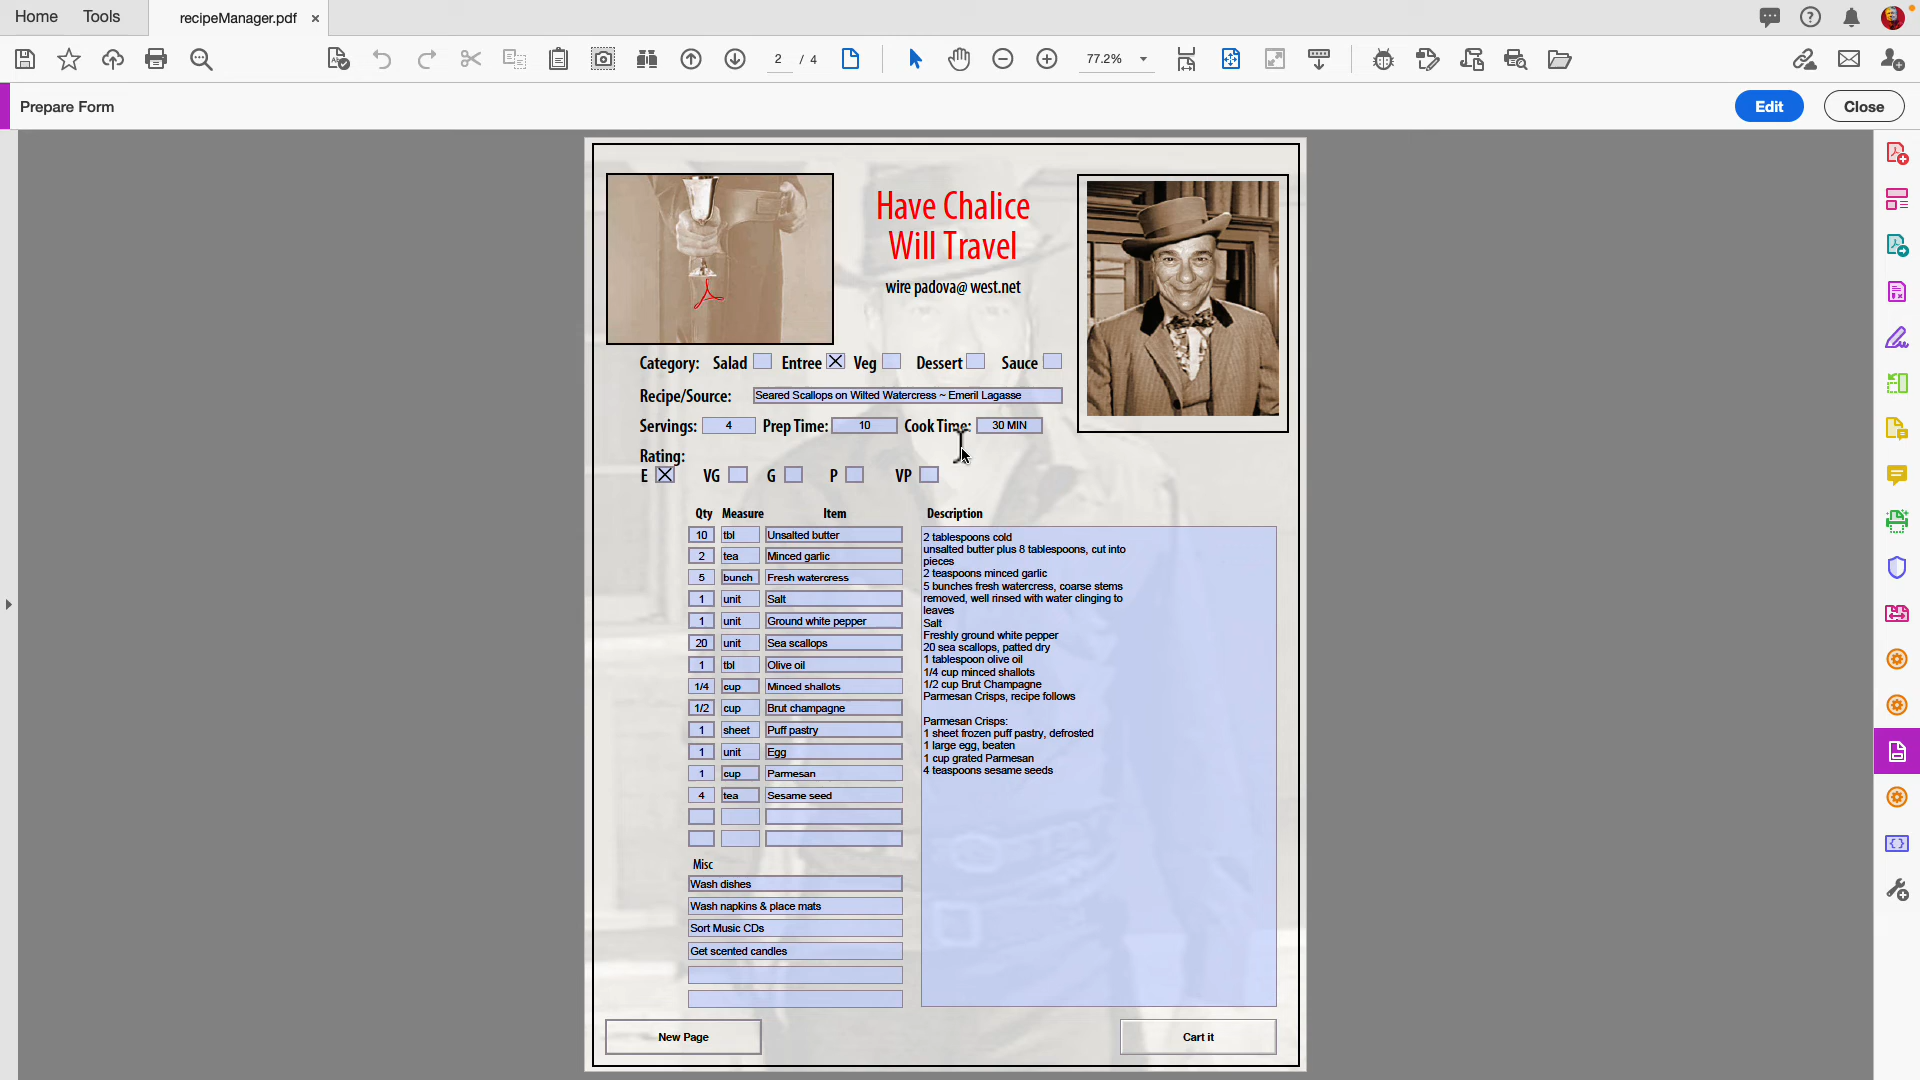 Home Tools recipeManager.pdf ×
2 / 4 77.2%
Prepare Form Edit Close
Have Chalice
Will Travel
wire padova@ west.net
Category: Salad Entree Veg Dessert Sauce
Recipe/Source: Seared Scallops on Wilted Watercress ~ Emeril Lagasse
Servings: 4 Prep Time: 10 Cook Time: 30 MIN
Rating:
E VG G P VP
Qty Measure Item
10 tbl Unsalted butter
2 tea Minced garlic
5 bunch Fresh watercress
1 unit Salt
1 unit Ground white pepper
20 unit Sea scallops
1 tbl Olive oil
1/4 cup Minced shallots
1/2 cup Brut champagne
1 sheet Puff pastry
1 unit Egg
1 cup Parmesan
4 tea Sesame seed
Misc
Wash dishes
Wash napkins & place mats
Sort Music CDs
Get scented candles
Description
2 tablespoons cold
unsalted butter plus 8 tablespoons, cut into
pieces
2 teaspoons minced garlic
5 bunches fresh watercress, coarse stems
removed, well rinsed with water clinging to
leaves
Salt
Freshly ground white pepper
20 sea scallops, patted dry
1 tablespoon olive oil
1/4 cup minced shallots
1/2 cup Brut Champagne
Parmesan Crisps, recipe follows
Parmesan Crisps:
1 sheet frozen puff pastry, defrosted
1 large egg, beaten
1 cup grated Parmesan
4 teaspoons sesame seeds
New Page Cart it